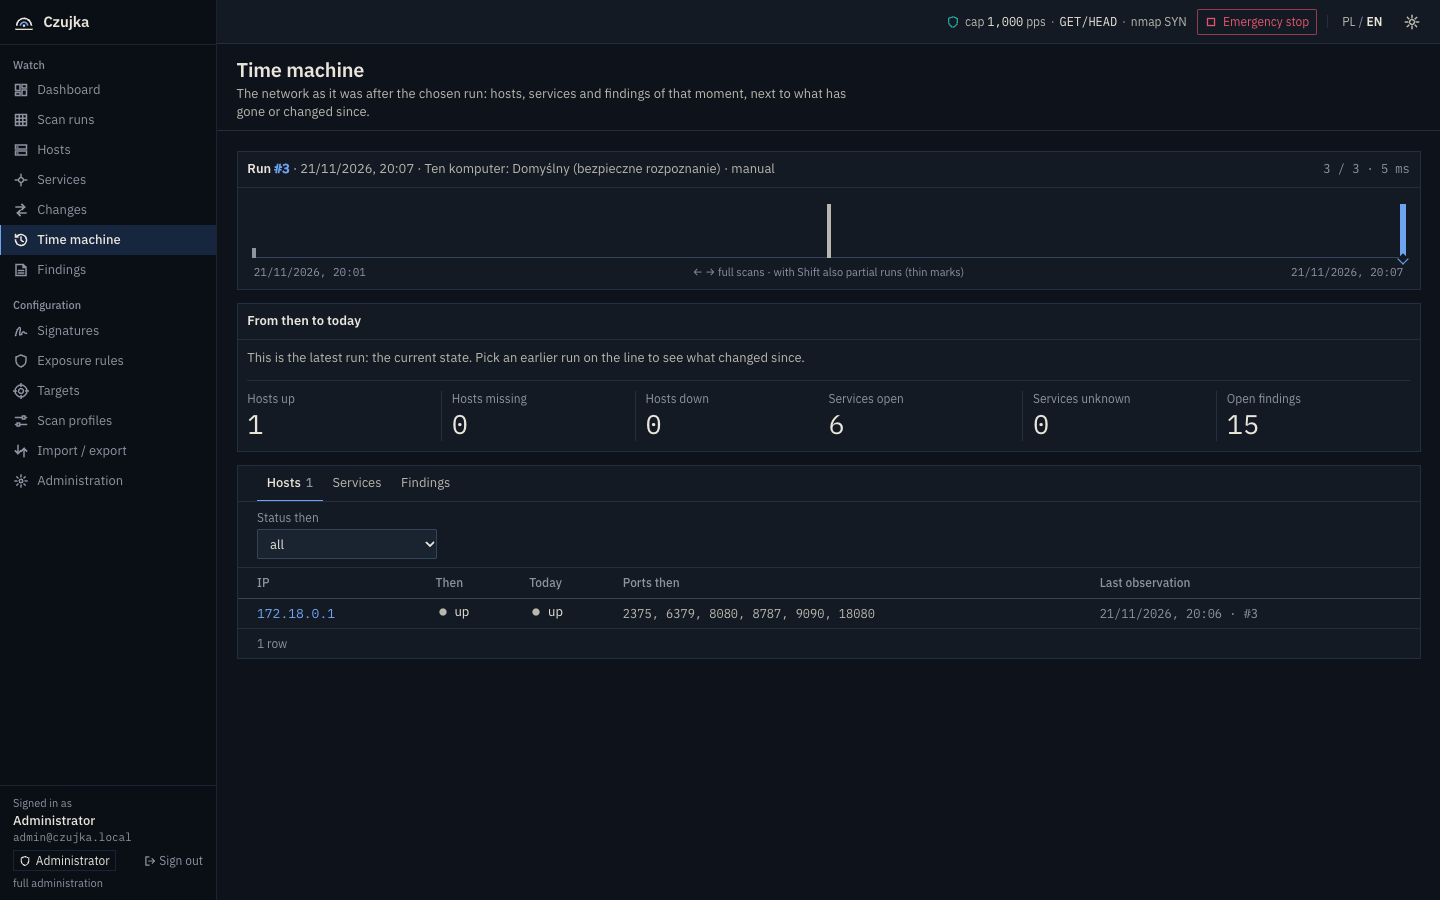 Czujka
Watch
Dashboard
Scan runs
Hosts
Services
Changes
Time machine
Findings
Configuration
Signatures
Exposure rules
Targets
Scan profiles
Import / export
Administration
Signed in as
Administrator
admin@czujka.local
Administrator
Sign out
full administration
cap 1,000 pps · GET/HEAD · nmap SYN
Emergency stop
PL / EN
Time machine
The network as it was after the chosen run: hosts, services and findings of that moment, next to what has
gone or changed since.
Run #3 · 21/11/2026, 20:07 · Ten komputer: Domyślny (bezpieczne rozpoznanie) · manual
3 / 3 · 5 ms
21/11/2026, 20:01
← → full scans · with Shift also partial runs (thin marks)
21/11/2026, 20:07
From then to today
This is the latest run: the current state. Pick an earlier run on the line to see what changed since.
Hosts up
1
Hosts missing
0
Hosts down
0
Services open
6
Services unknown
0
Open findings
15
Hosts 1
Services
Findings
Status then
all
IP
Then
Today
Ports then
Last observation
172.18.0.1
up
up
2375, 6379, 8080, 8787, 9090, 18080
21/11/2026, 20:06 · #3
1 row